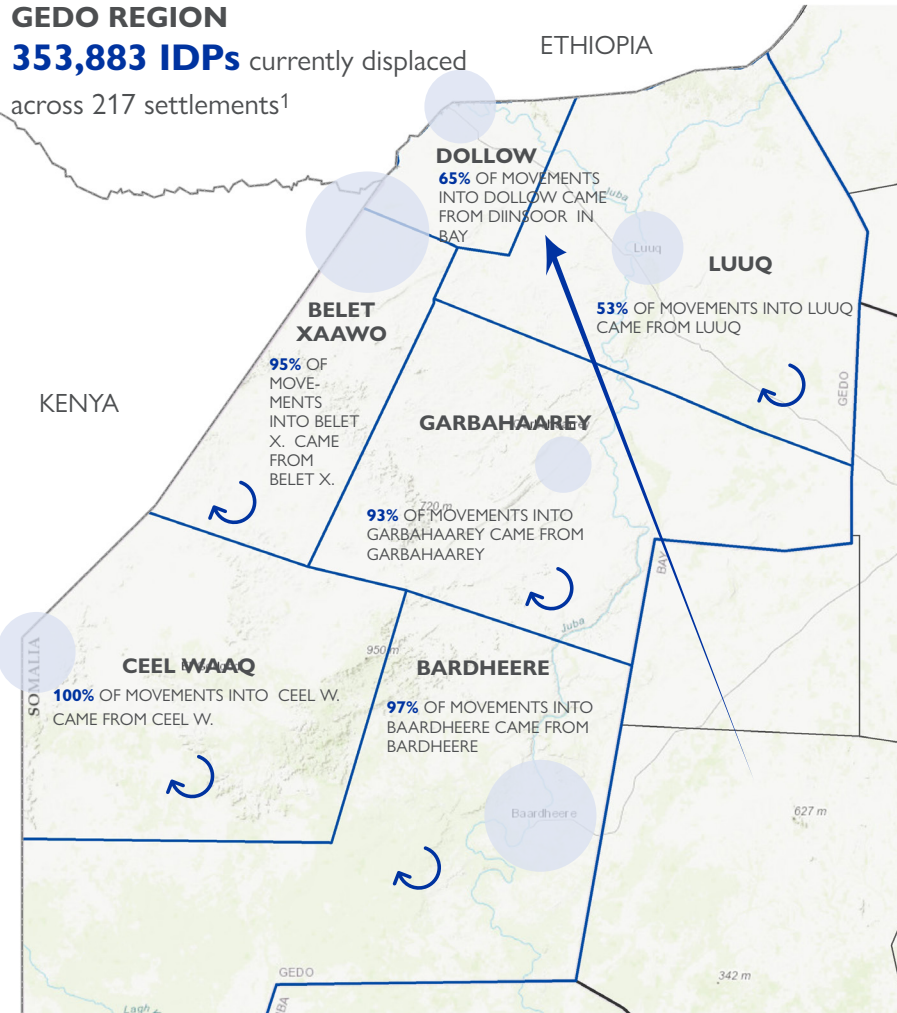 GEDO REGION
353,883 IDPs currently displaced
across 217 settlements¹
ETHIOPIA
DOLLOW
65% OF MOVEMENTS
INTO DOLLOW CAME
FROM DIINSOOR IN
BAY
Juba
Luuq
LUUQ
53% OF MOVEMENTS INTO LUUQ
CAME FROM LUUQ
BELET
XAAWO
95% OF
MOVE-
MENTS
INTO BELET
X. CAME
FROM
BELET X.
KENYA
GEDO
GARBAHAAREY
720 m
93% OF MOVEMENTS INTO
GARBAHAAREY CAME FROM
GARBAHAAREY
BAY
Juba
950 m
SOMALIA
CEEL WAAQ
100% OF MOVEMENTS INTO CEEL W.
CAME FROM CEEL W.
BARDHEERE
97% OF MOVEMENTS INTO
BAARDHEERE CAME FROM
BARDHEERE
Baardheere
627 m
GEDO
342 m
Lagh